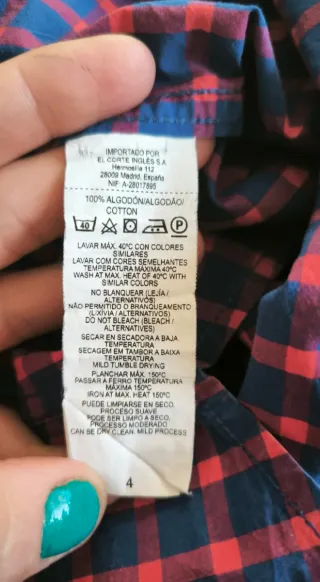 IMPORTADO POR
EL CORTE INGLÉS S.A
Hermosilla 112
28009 Madrid, España
NIF: A-28017895
100% ALGODÓN/ALGODÃO/
COTTON
40 P
LAVAR MÁX. 40ºC CON COLORES
SIMILARES
LAVAR COM CORES SEMELHANTES
TEMPERATURA MÁXIMA 40ºC
WASH AT MAX. HEAT OF 40ºC WITH
SIMILAR COLORS
NO BLANQUEAR (LEJÍA /
ALTERNATIVOS)
NÃO PERMITIDO O BRANQUEAMENTO
(LIXÍVIA / ALTERNATIVOS)
DO NOT BLEACH (BLEACH /
ALTERNATIVES)
SECAR EN SECADORA A BAJA
TEMPERATURA
SECAGEM EM TAMBOR A BAIXA
TEMPERATURA
MILD TUMBLE DRYING
PLANCHAR MÁX. 150ºC
PASSAR A FERRO TEMPERATURA
MÁXIMA 150ºC
IRON AT MAX. HEAT 150ºC
PUEDE LIMPIARSE EN SECO,
PROCESO SUAVE
PODE SER LIMPO A SECO,
PROCESSO MODERADO
CAN BE DRY CLEAN. MILD PROCESS
4